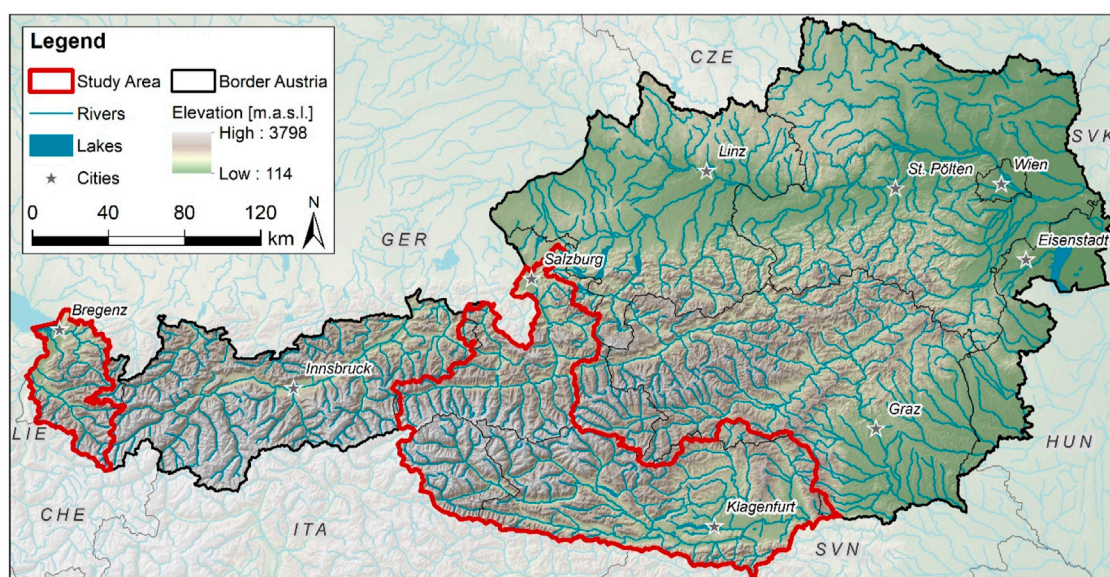 Legend
Study Area
Border Austria
Rivers
Elevation [m.a.s.l.]
High : 3798
Lakes
Low : 114
Cities
N
0 40 80 120
km
CZE
SVK
Linz
St. Pölten
Wien
GER
Salzburg
Eisenstadt
Bregenz
Innsbruck
Graz
LIE
HUN
Klagenfurt
CHE
ITA
SVN